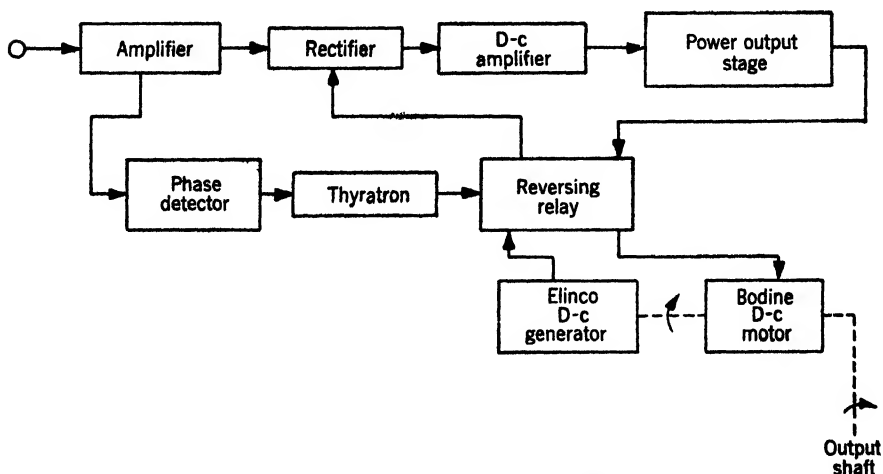 Amplifier
Rectifier
D-c
amplifier
Power output
stage
Phase
detector
Thyratron
Reversing
relay
Elinco
D-c
generator
Bodine
D-c
motor
Output
shaft